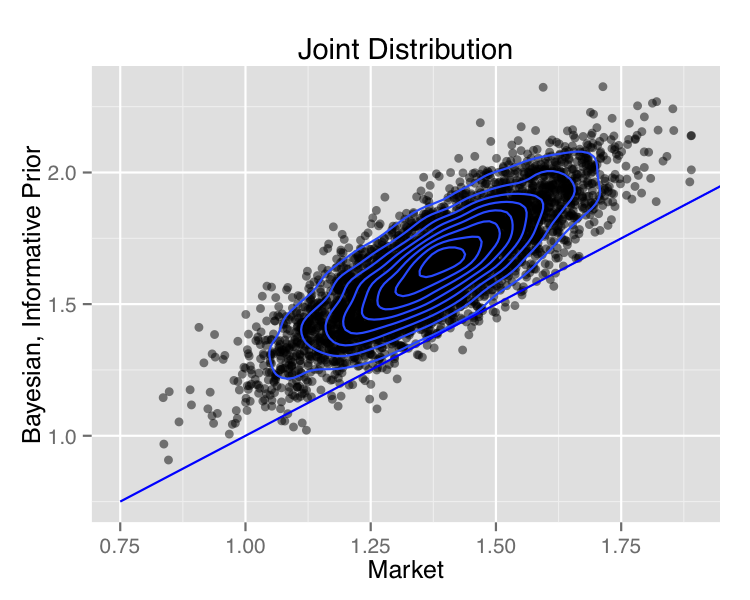 Joint Distribution
Bayesian, Informative Prior
2.0
1.5
1.0
0.75 1.00 1.25 1.50 1.75
Market